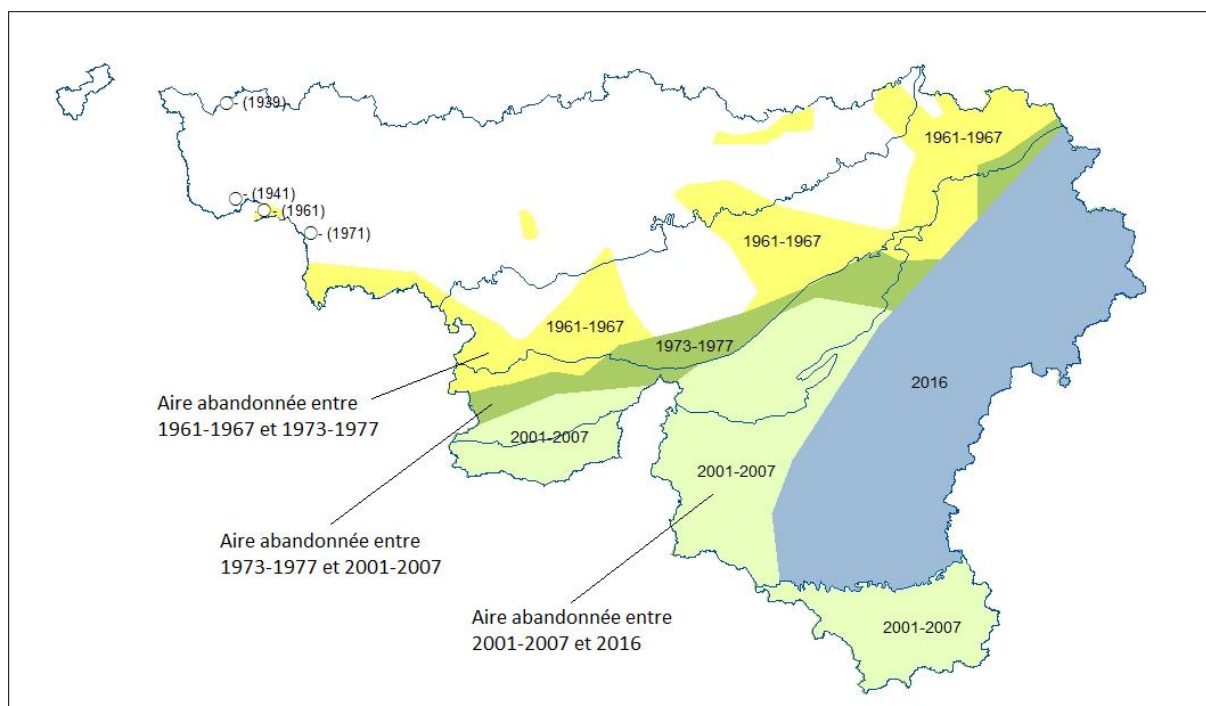 (1939)
1961-1967
(1941)
(1961)
(1971)
1961-1967
1961-1967
1973-1977
2016
Aire abandonnée entre
1961-1967 et 1973-1977
2001-2007
2001-2007
Aire abandonnée entre
1973-1977 et 2001-2007
Aire abandonnée entre
2001-2007 et 2016
2001-2007